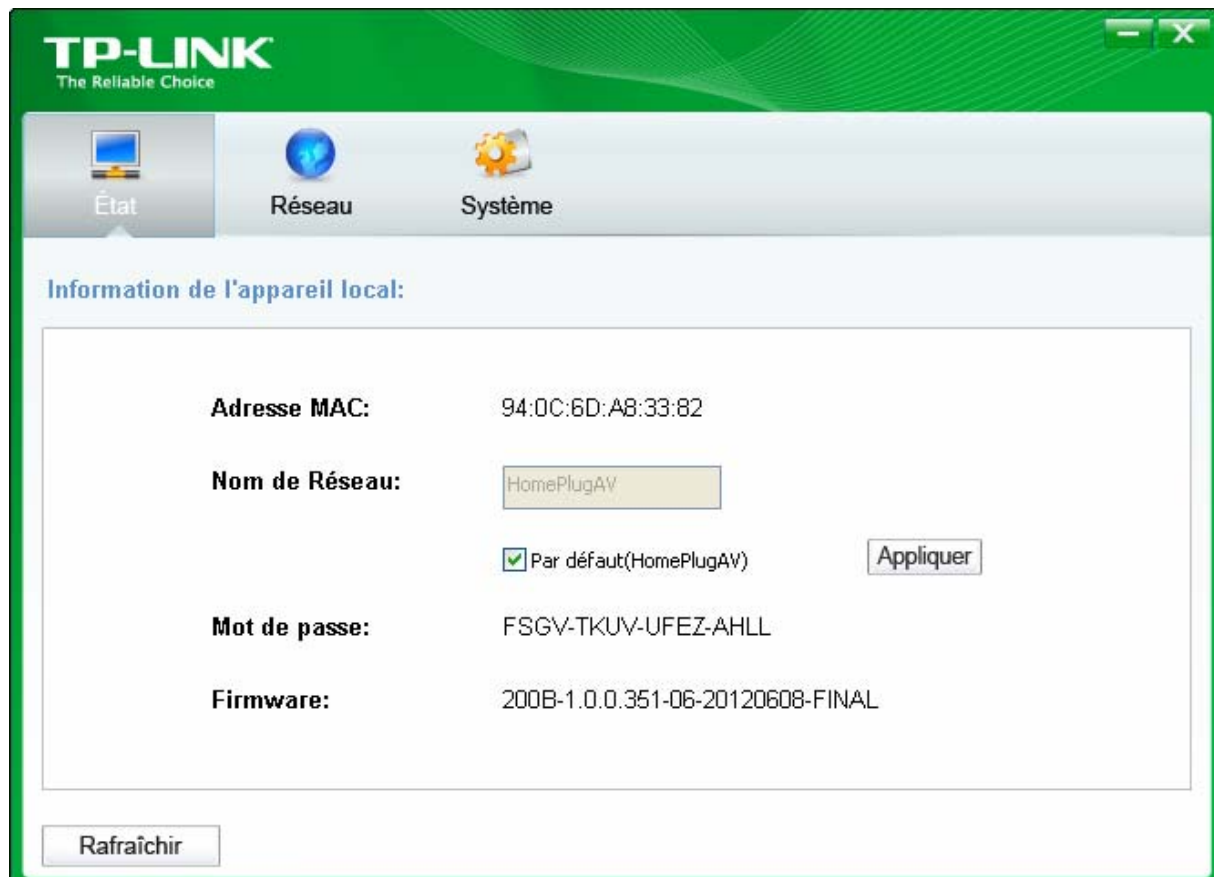 TP-LINK
The Reliable Choice
État
Réseau
Système
Information de l'appareil local:
Adresse MAC: 94:0C:6D:A8:33:82
Nom de Réseau: HomePlugAV
Par défaut(HomePlugAV) Appliquer
Mot de passe: FSGV-TKUV-UFEZ-AHLL
Firmware: 200B-1.0.0.351-06-20120608-FINAL
Rafraîchir